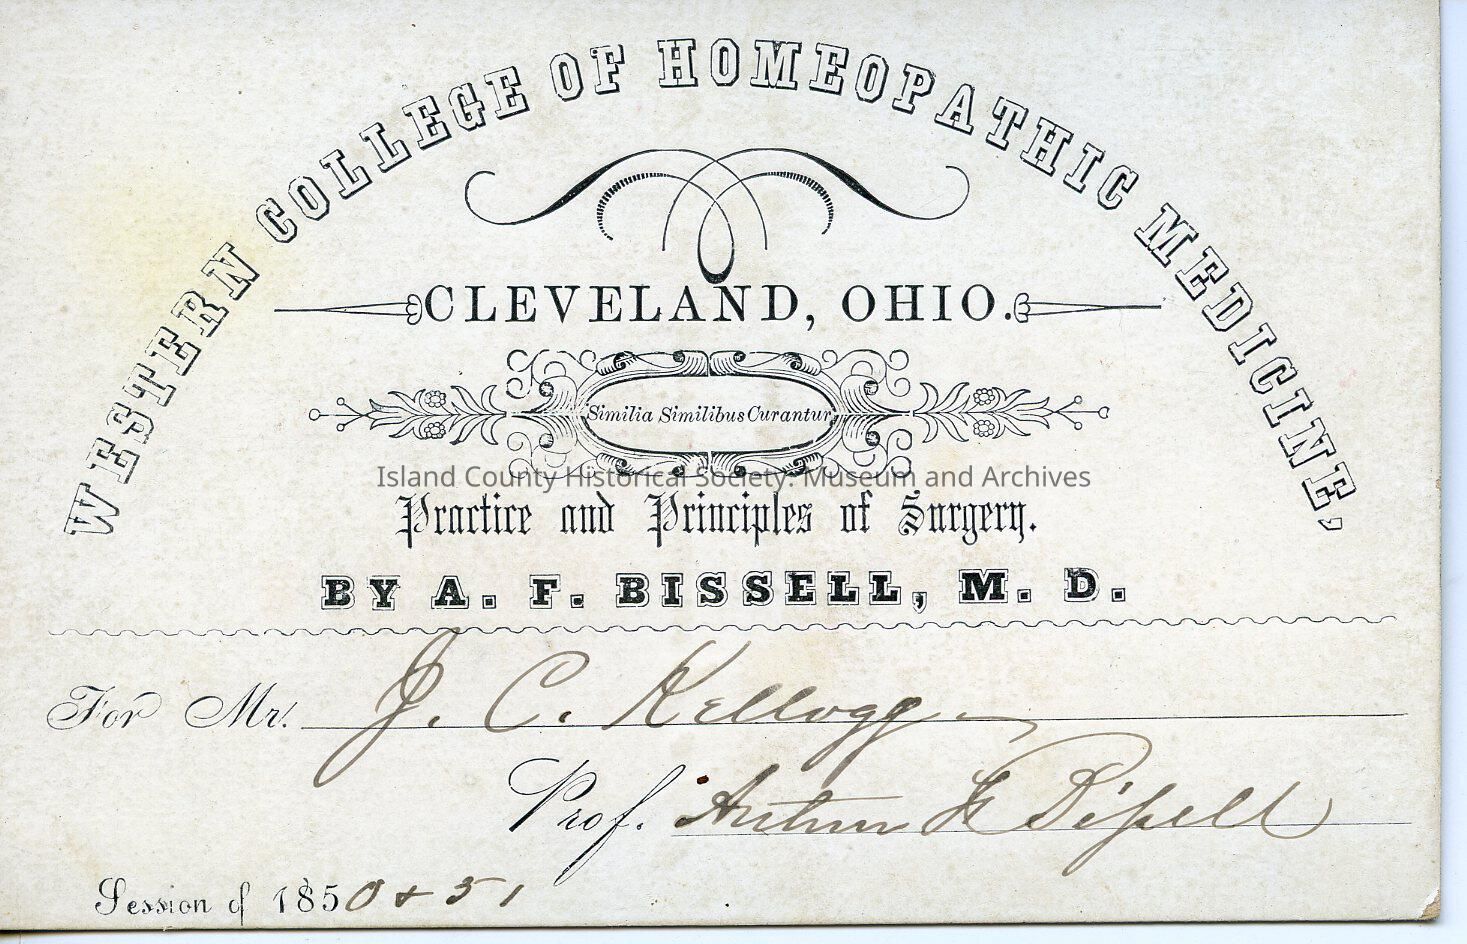 WESTERN COLLEGE OF HOMEOPATHIC MEDICINE,
CLEVELAND, OHIO.
Similia Similibus Curantur,
Island County Historical Society: Museum and Archives
Practice and Principles of Surgery.
BY A. F. BISSELL, M. D.
For Mr. J. C. Kellogg
Prof. Arthur F. Bissell
Session of 1850 & 51